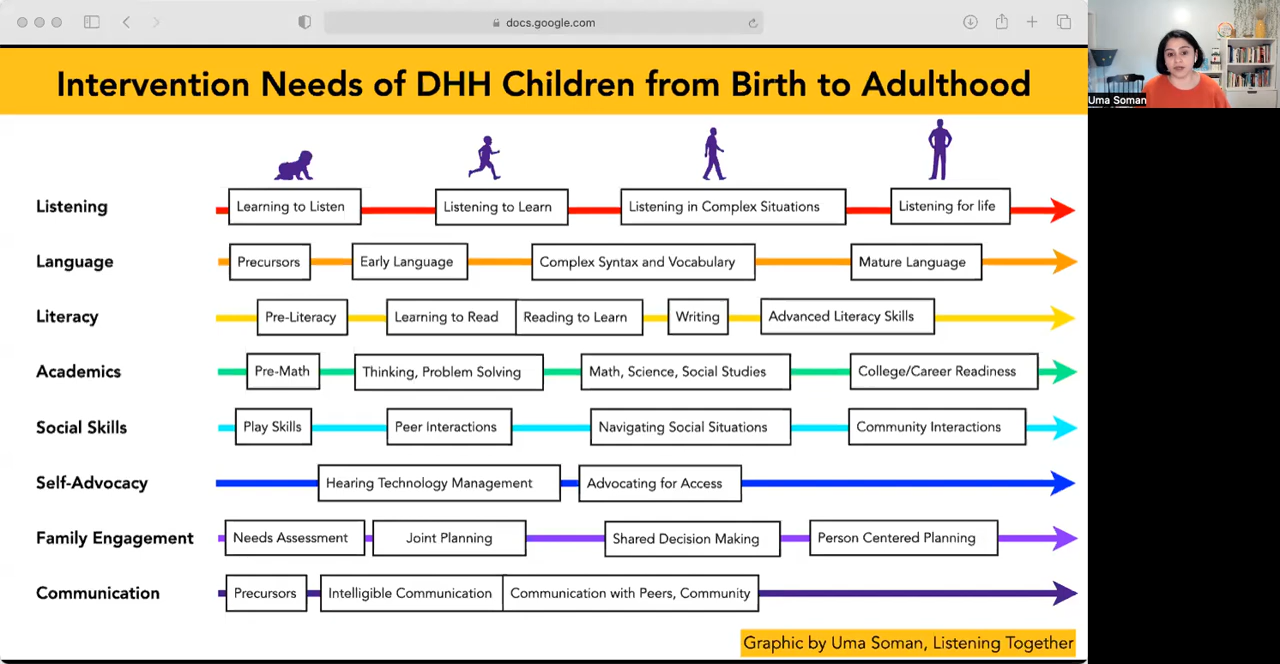 docs.google.com
Uma Soman
Intervention Needs of DHH Children from Birth to Adulthood
Listening Learning to Listen Listening to Learn Listening in Complex Situations Listening for life
Language Precursors Early Language Complex Syntax and Vocabulary Mature Language
Literacy Pre-Literacy Learning to Read Reading to Learn Writing Advanced Literacy Skills
Academics Pre-Math Thinking, Problem Solving Math, Science, Social Studies College/Career Readiness
Social Skills Play Skills Peer Interactions Navigating Social Situations Community Interactions
Self-Advocacy Hearing Technology Management Advocating for Access
Family Engagement Needs Assessment Joint Planning Shared Decision Making Person Centered Planning
Communication Precursors Intelligible Communication Communication with Peers, Community
Graphic by Uma Soman, Listening Together